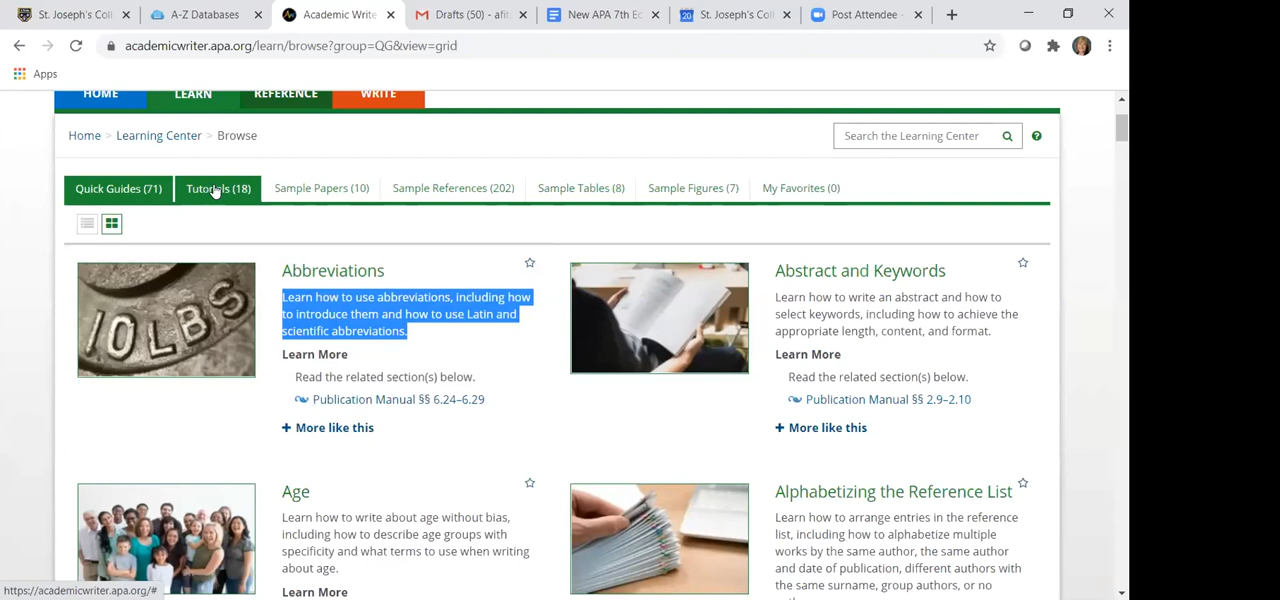 St. Joseph's Coll
A-Z Databases
Academic Write
Drafts (50) - afit
New APA 7th Ec
St. Joseph's Coll
Post Attendee -
academicwriter.apa.org/learn/browse?group=QG&view=grid
Apps
HOME
LEARN
REFERENCE
WRITE
Home > Learning Center > Browse
Search the Learning Center
Quick Guides (71)
Tutorials (18)
Sample Papers (10)
Sample References (202)
Sample Tables (8)
Sample Figures (7)
My Favorites (0)
10LBS
Abbreviations
Learn how to use abbreviations, including how
to introduce them and how to use Latin and
scientific abbreviations.
Learn More
Read the related section(s) below.
Publication Manual §§ 6.24–6.29
+ More like this
Abstract and Keywords
Learn how to write an abstract and how to
select keywords, including how to achieve the
appropriate length, content, and format.
Learn More
Read the related section(s) below.
Publication Manual §§ 2.9–2.10
+ More like this
Age
Learn how to write about age without bias,
including how to describe age groups with
specificity and what terms to use when writing
about age.
Learn More
Alphabetizing the Reference List
Learn how to arrange entries in the reference
list, including how to alphabetize multiple
works by the same author, the same author
and date of publication, different authors with
the same surname, group authors, or no
https://academicwriter.apa.org/#